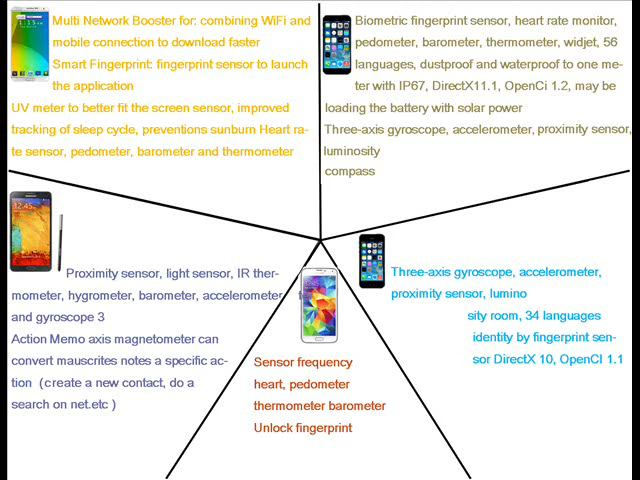 Multi Network Booster for: combining WiFi and
mobile connection to download faster
Smart Fingerprint: fingerprint sensor to launch
the application
UV meter to better fit the screen sensor, improved
tracking of sleep cycle, preventions sunburn Heart ra-
te sensor, pedometer, barometer and thermometer
Biometric fingerprint sensor, heart rate monitor,
pedometer, barometer, thermometer, widjet, 56
languages, dustproof and waterproof to one me-
ter with IP67, DirectX11.1, OpenCi 1.2, may be
loading the battery with solar power
Three-axis gyroscope, accelerometer, proximity sensor,
luminosity
compass
Proximity sensor, light sensor, IR ther-
mometer, hygrometer, barometer, accelerometer
and gyroscope 3
Action Memo axis magnetometer can
convert mauscrites notes a specific ac-
tion (create a new contact, do a
search on net.etc )
Sensor frequency
heart, pedometer
thermometer barometer
Unlock fingerprint
Three-axis gyroscope, accelerometer,
proximity sensor, lumino
sity room, 34 languages
identity by fingerprint sen-
sor DirectX 10, OpenCI 1.1